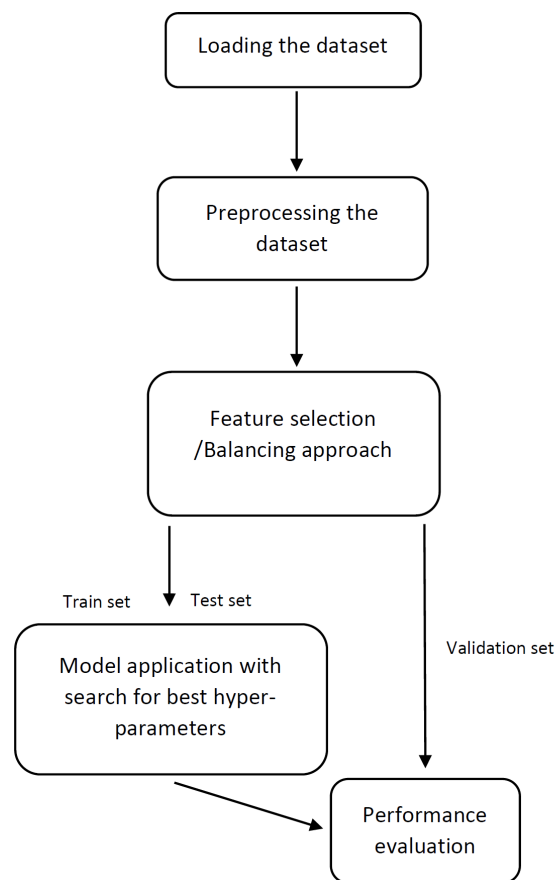 Loading the dataset
Preprocessing the
dataset
Feature selection
/Balancing approach
Train set
Test set
Validation set
Model application with
search for best hyper-
parameters
Performance
evaluation